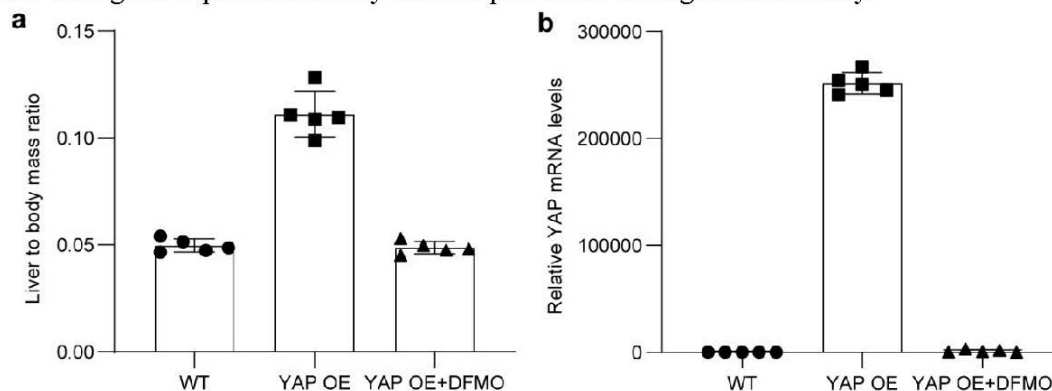 a
b
0.15
0.10
0.05
0.00
Liver to body mass ratio
WT
YAP OE
YAP OE+DFMO
300000
200000
100000
0
Relative YAP mRNA levels
WT
YAP OE
YAP OE+DFMO